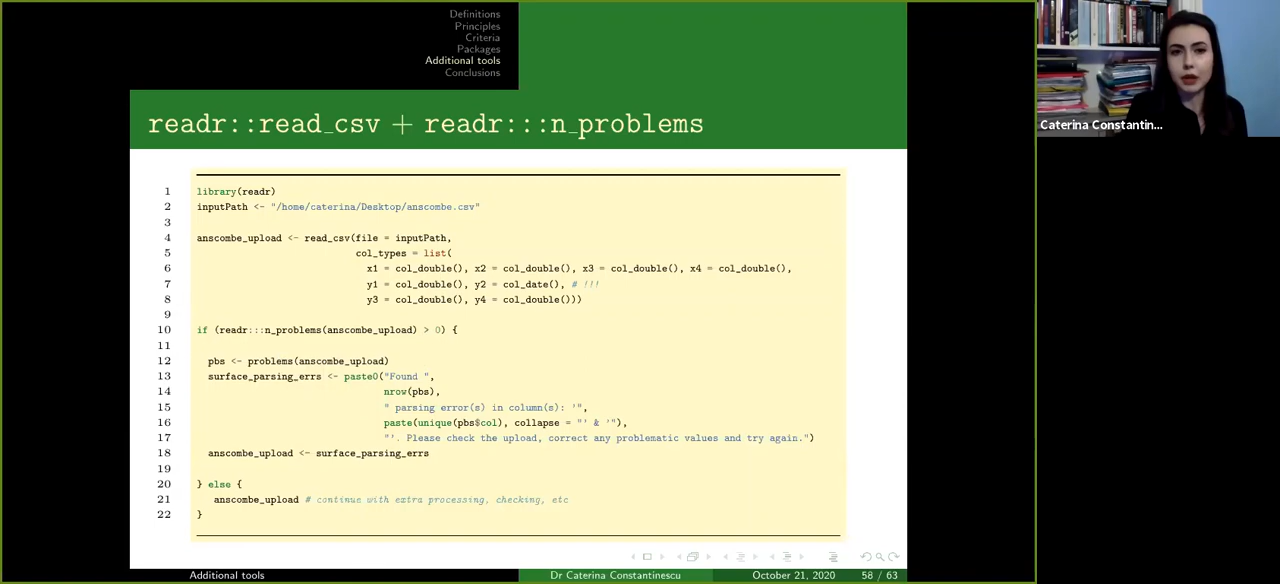 Definitions
Principles
Criteria
Packages
Additional tools
Conclusions
readr::read_csv + readr:::n_problems
1 library(readr)
2 inputPath <- "/home/caterina/Desktop/anscombe.csv"
3
4 anscombe_upload <- read_csv(file = inputPath,
5 col_types = list(
6 x1 = col_double(), x2 = col_double(), x3 = col_double(), x4 = col_double(),
7 y1 = col_double(), y2 = col_date(), # !!!
8 y3 = col_double(), y4 = col_double()))
9
10 if (readr:::n_problems(anscombe_upload) > 0) {
11
12 pbs <- problems(anscombe_upload)
13 surface_parsing_errs <- paste0("Found ",
14 nrow(pbs),
15 " parsing error(s) in column(s): '",
16 paste(unique(pbs$col), collapse = "' & '"),
17 "'. Please check the upload, correct any problematic values and try again.")
18 anscombe_upload <- surface_parsing_errs
19
20 } else {
21 anscombe_upload # continue with extra processing, checking, etc
22 }
Additional tools Dr Caterina Constantinescu October 21, 2020 58 / 63
Caterina Constantin...